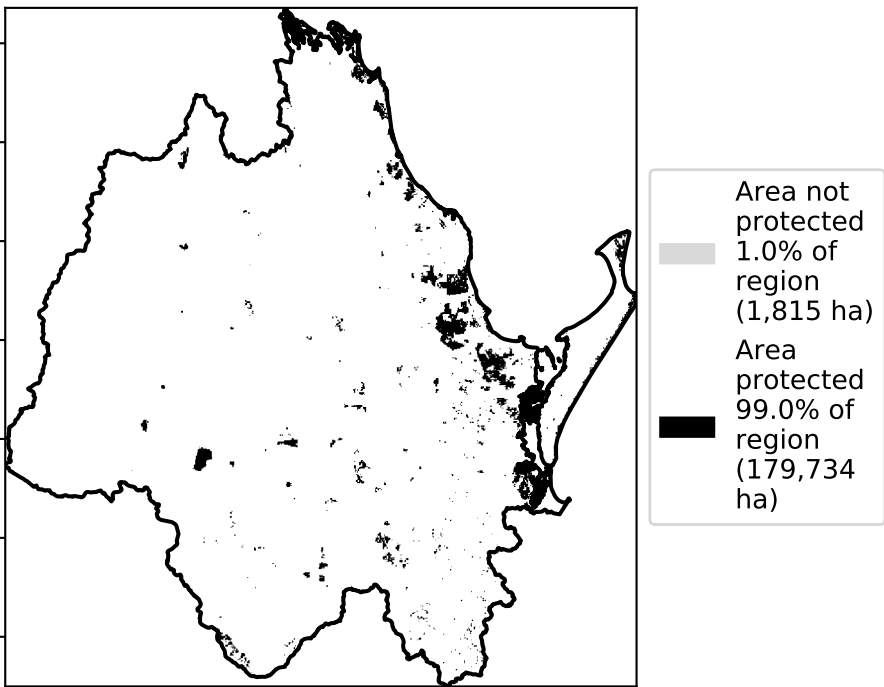 Area not
protected
1.0% of
region
(1,815 ha)
Area
protected
99.0% of
region
(179,734
ha)